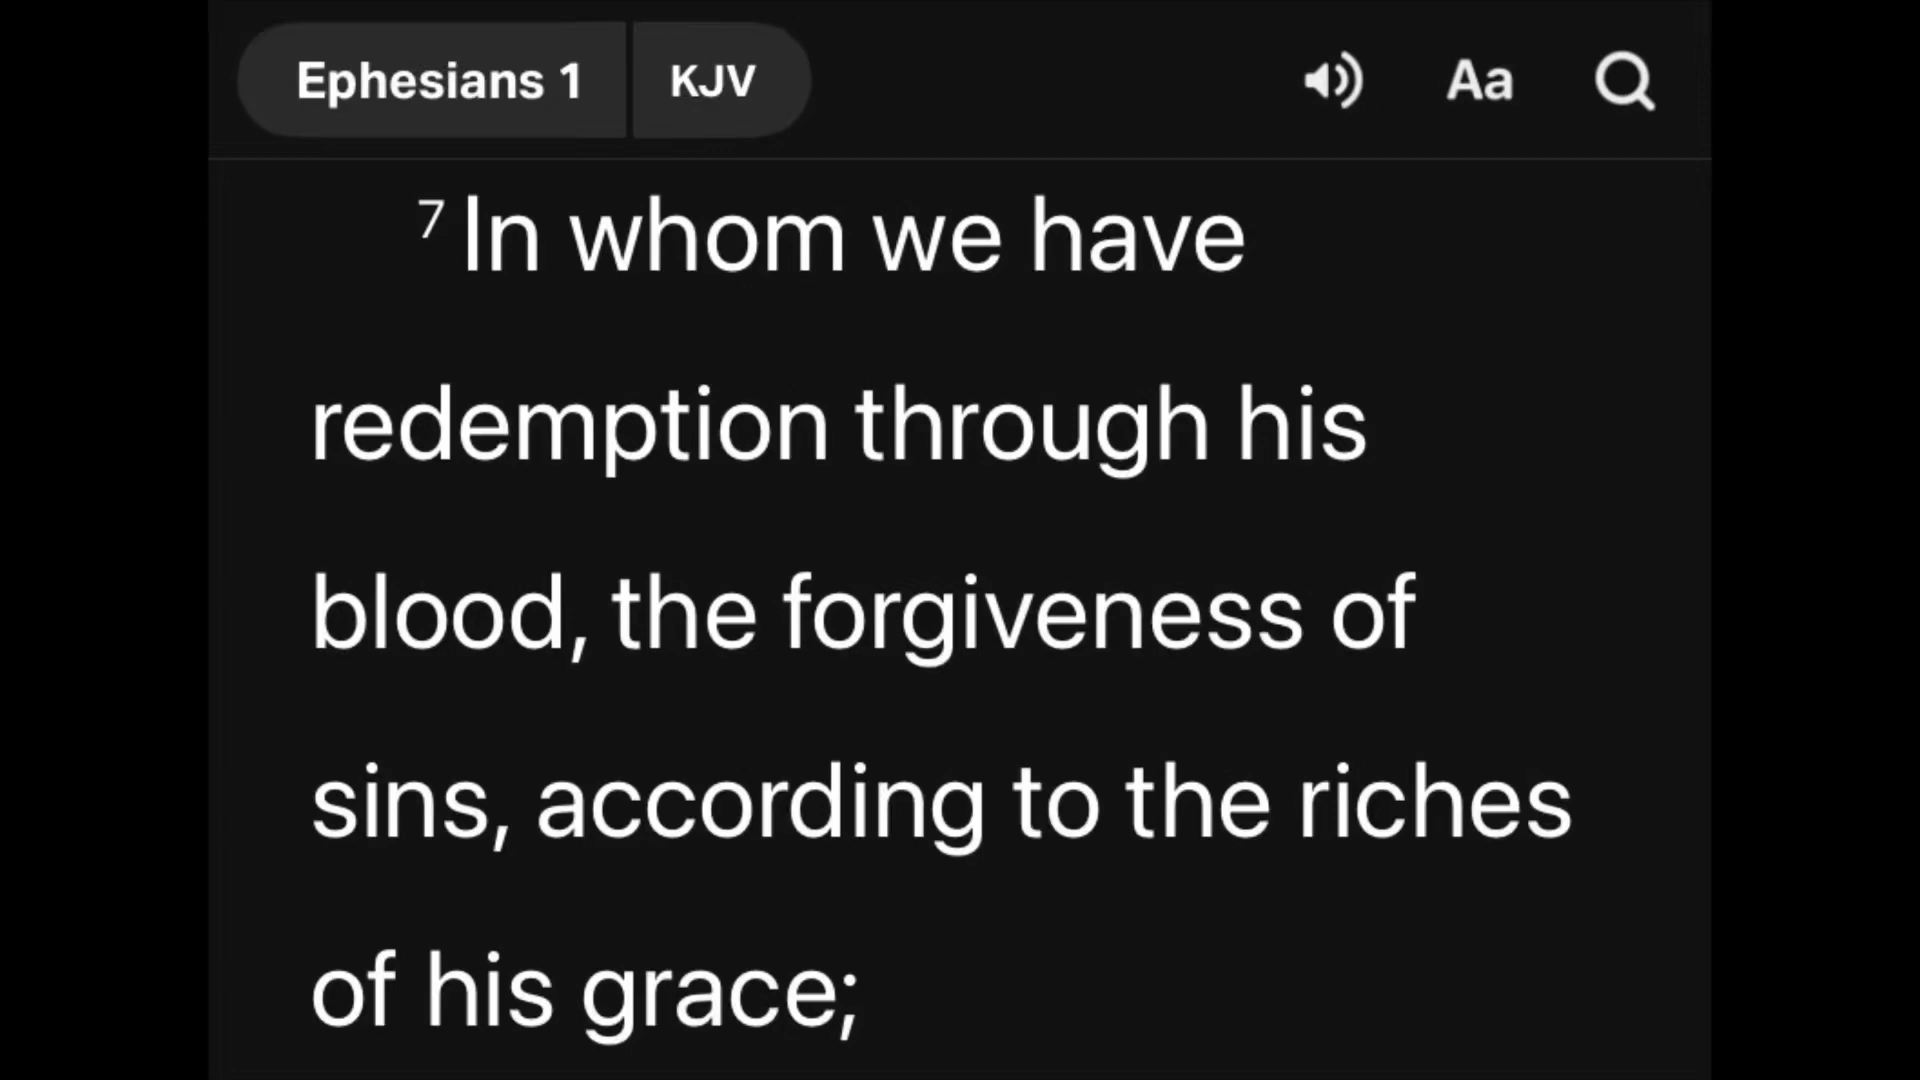 Ephesians 1 KJV Aa
7 In whom we have
redemption through his
blood, the forgiveness of
sins, according to the riches
of his grace;